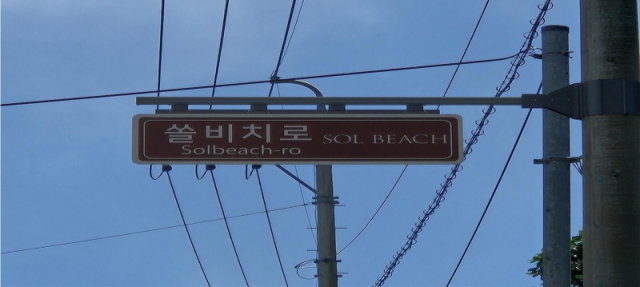 쏠비치로 SOL BEACH
Solbeach-ro